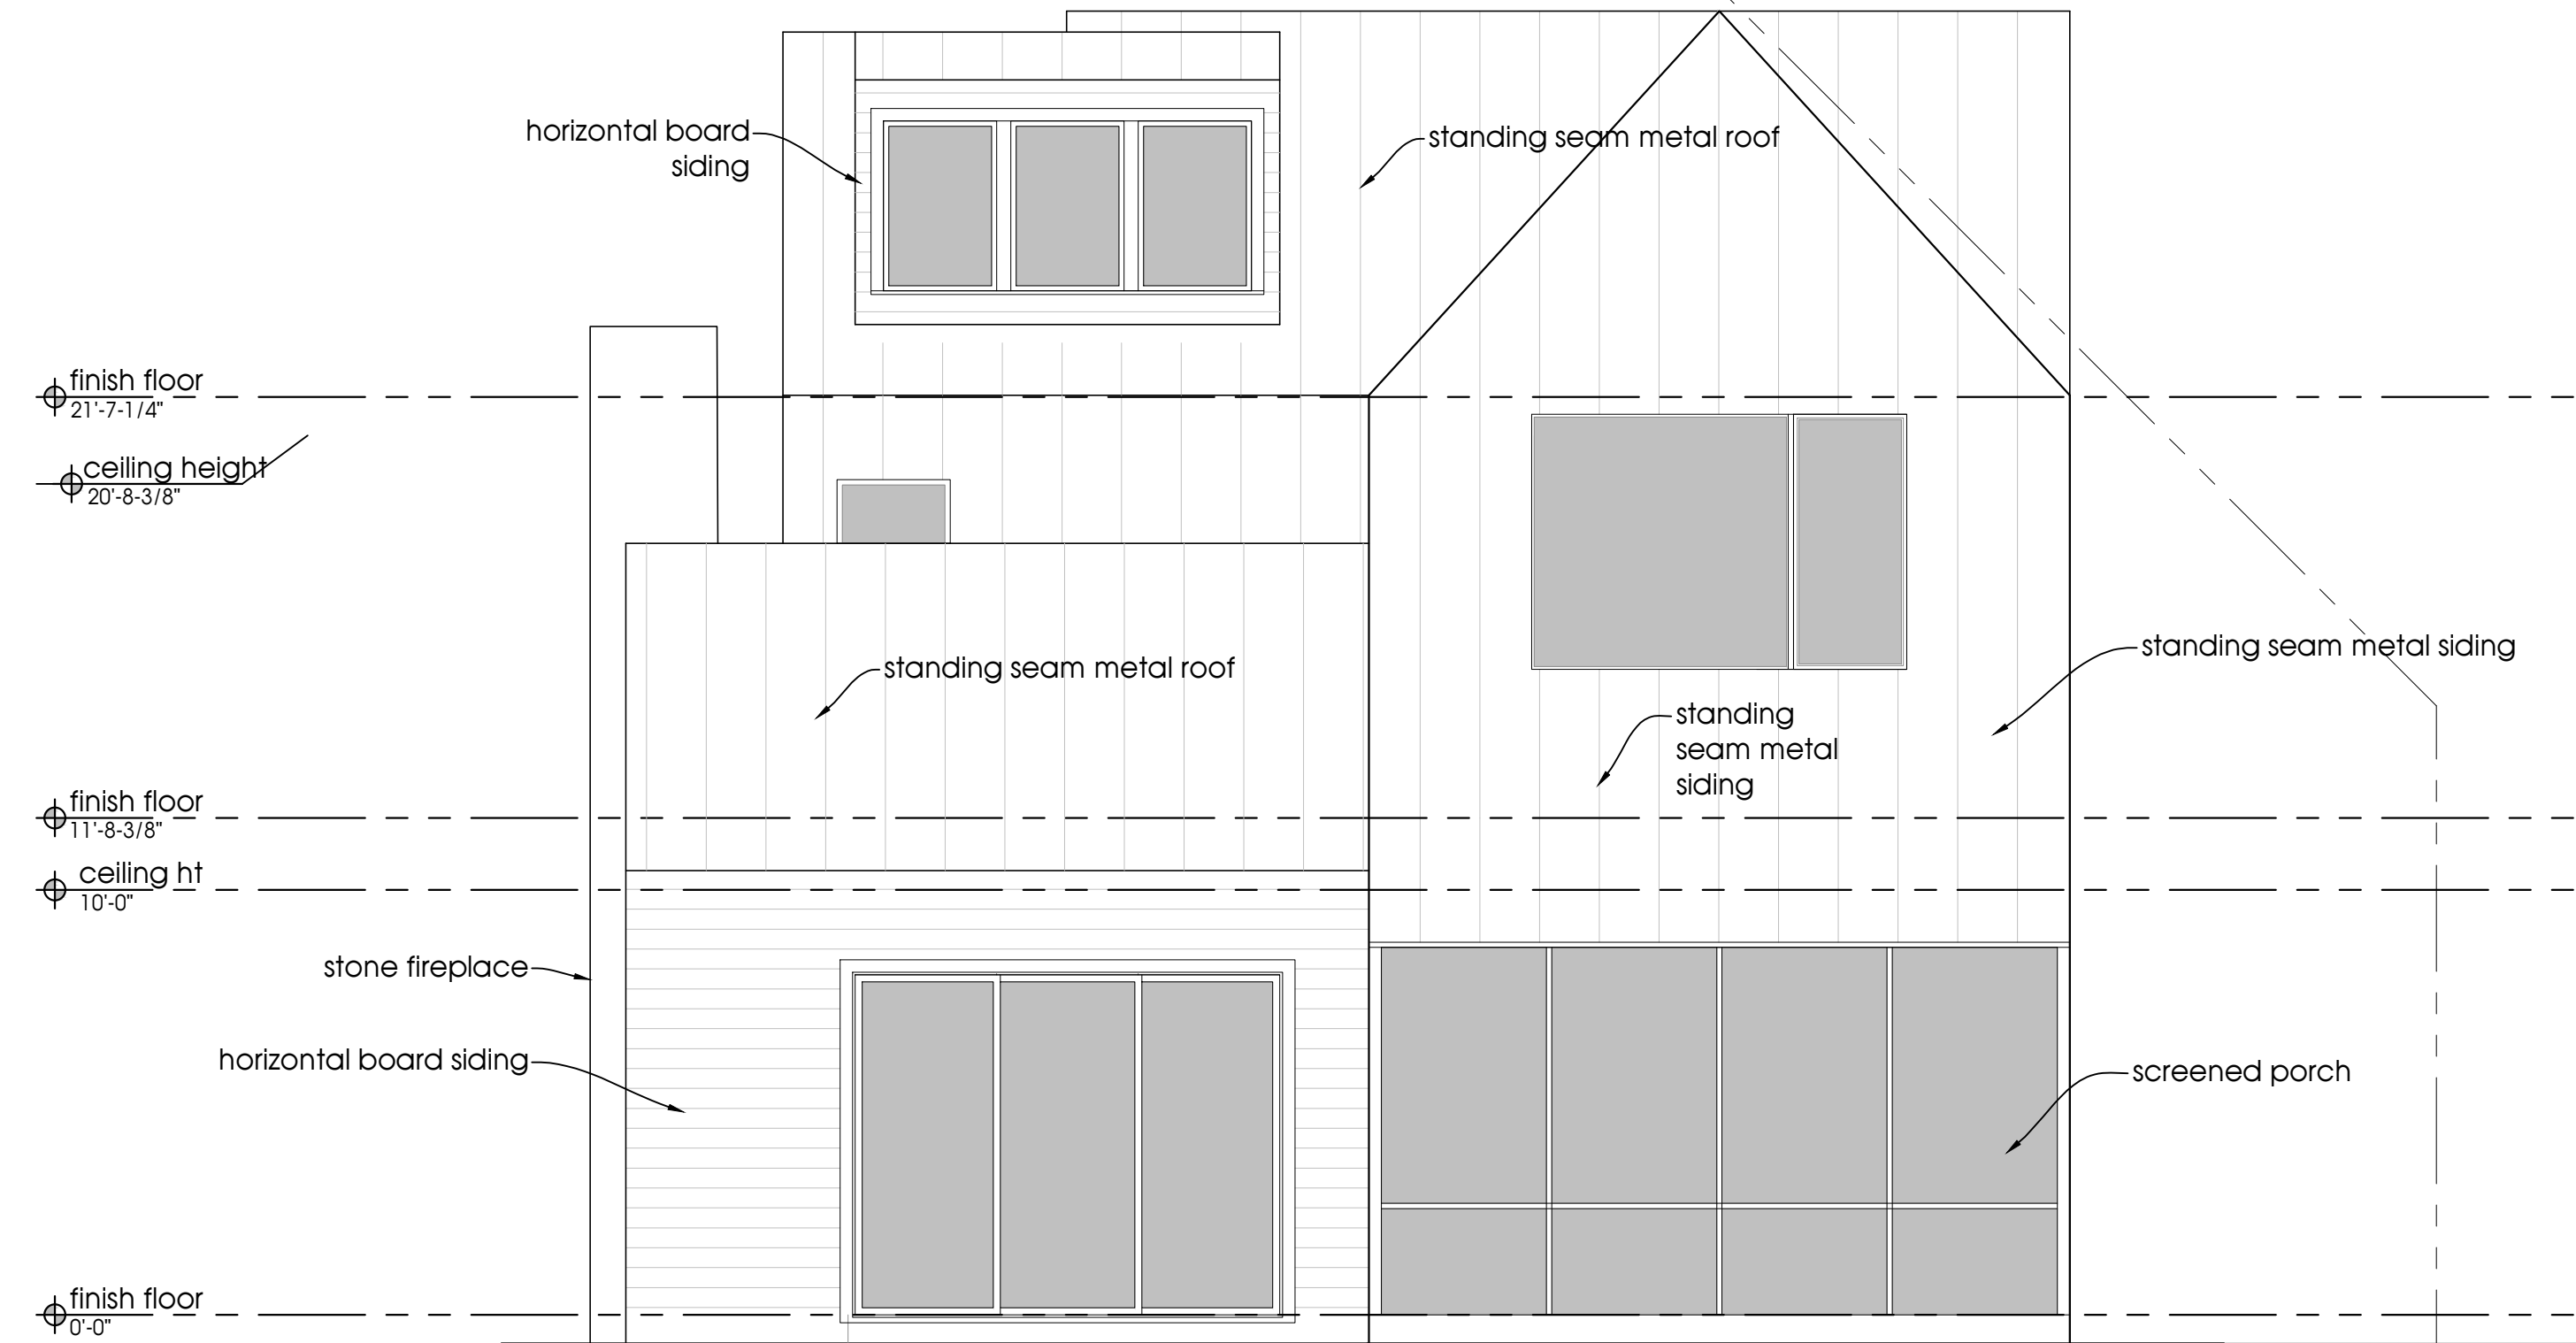 horizontal board
siding
standing seam metal roof
finish floor
21'-7-1/4"
ceiling height
20'-8-3/8"
standing seam metal siding
standing seam metal roof
standing
seam metal
siding
finish floor
11'-8-3/8"
ceiling ht
10'-0"
stone fireplace
horizontal board siding
screened porch
finish floor
0'-0"